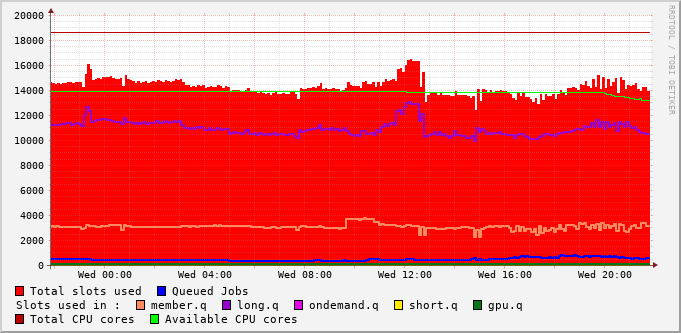 20000
18000
16000
14000
12000
10000
8000
6000
4000
2000
0
Wed 00:00 Wed 04:00 Wed 08:00 Wed 12:00 Wed 16:00 Wed 20:00
Total slots used Queued Jobs
Slots used in : member.q long.q ondemand.q short.q gpu.q
Total CPU cores Available CPU cores
RRDTOOL / TOBI OETIKER